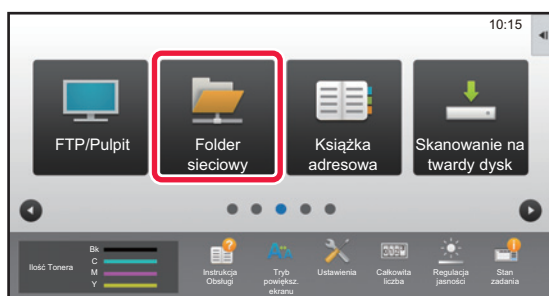 10:15
FTP/Pulpit
Folder
sieciowy
Książka
adresowa
Skanowanie na
twardy dysk
Ilość Tonera
Bk
C
M
Y
Instrukcja
Obsługi
Tryb
powiększ.
ekranu
Ustawienia
Całkowita
liczba
Regulacja
jasności
Stan
zadania